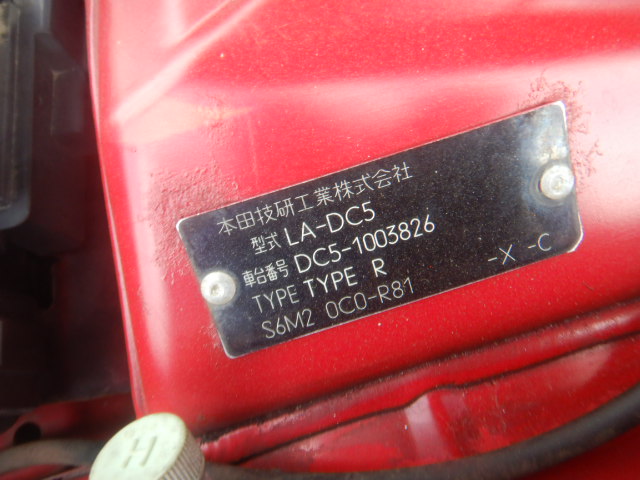 本田技研工業株式会社
型式 LA-DC5
車台番号 DC5-1003826
TYPE TYPE R -X -C
S6M2 0C0-R81
H